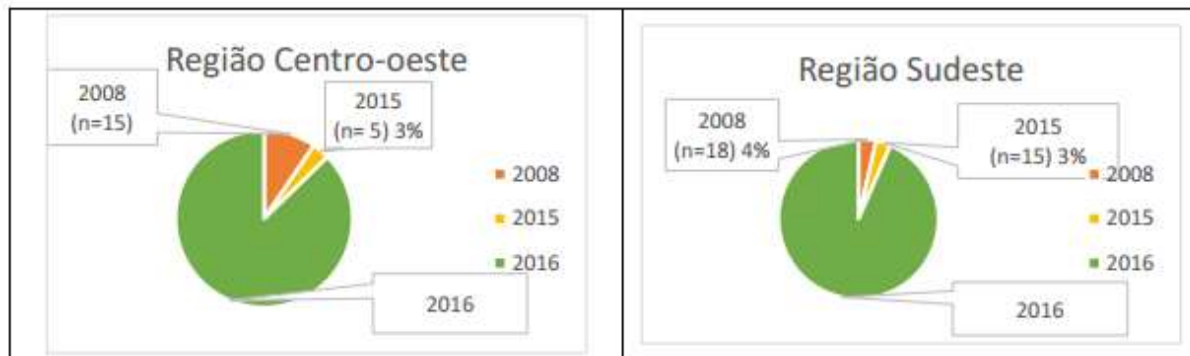 Região Centro-oeste
2008
(n=15)
2015
(n= 5) 3%
2008
2015
2016
2016
Região Sudeste
2008
(n=18) 4%
2015
(n=15) 3%
2008
2015
2016
2016